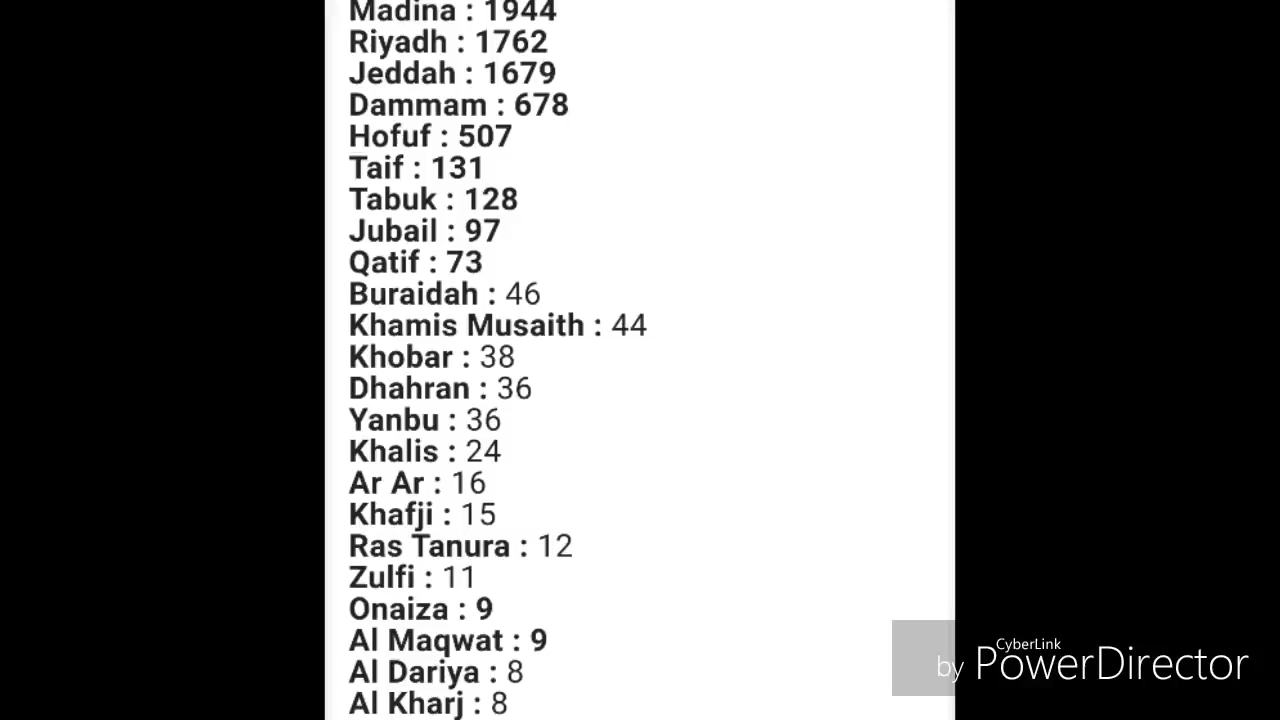 Madina : 1944
Riyadh : 1762
Jeddah : 1679
Dammam : 678
Hofuf : 507
Taif : 131
Tabuk : 128
Jubail : 97
Qatif : 73
Buraidah : 46
Khamis Musaith : 44
Khobar : 38
Dhahran : 36
Yanbu : 36
Khalis : 24
Ar Ar : 16
Khafji : 15
Ras Tanura : 12
Zulfi : 11
Onaiza : 9
Al Maqwat : 9
Al Dariya : 8
Al Kharj : 8
CyberLink
by PowerDirector